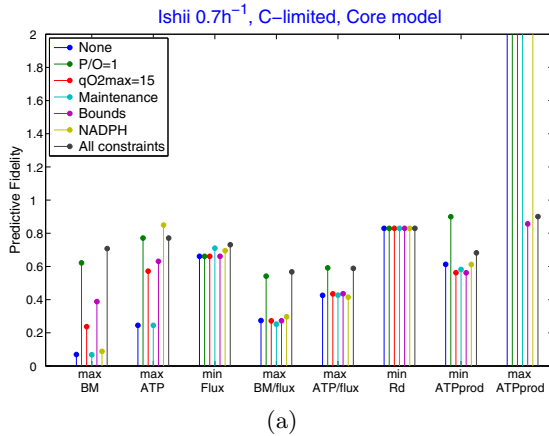 Ishii 0.7h⁻¹, C−limited, Core model
Predictive Fidelity
2
1.8
1.6
1.4
1.2
1
0.8
0.6
0.4
0.2
0
None
P/O=1
qO2max=15
Maintenance
Bounds
NADPH
All constraints
max BM
max ATP
min Flux
max BM/flux
max ATP/flux
min Rd
min ATPprod
max ATPprod
(a)